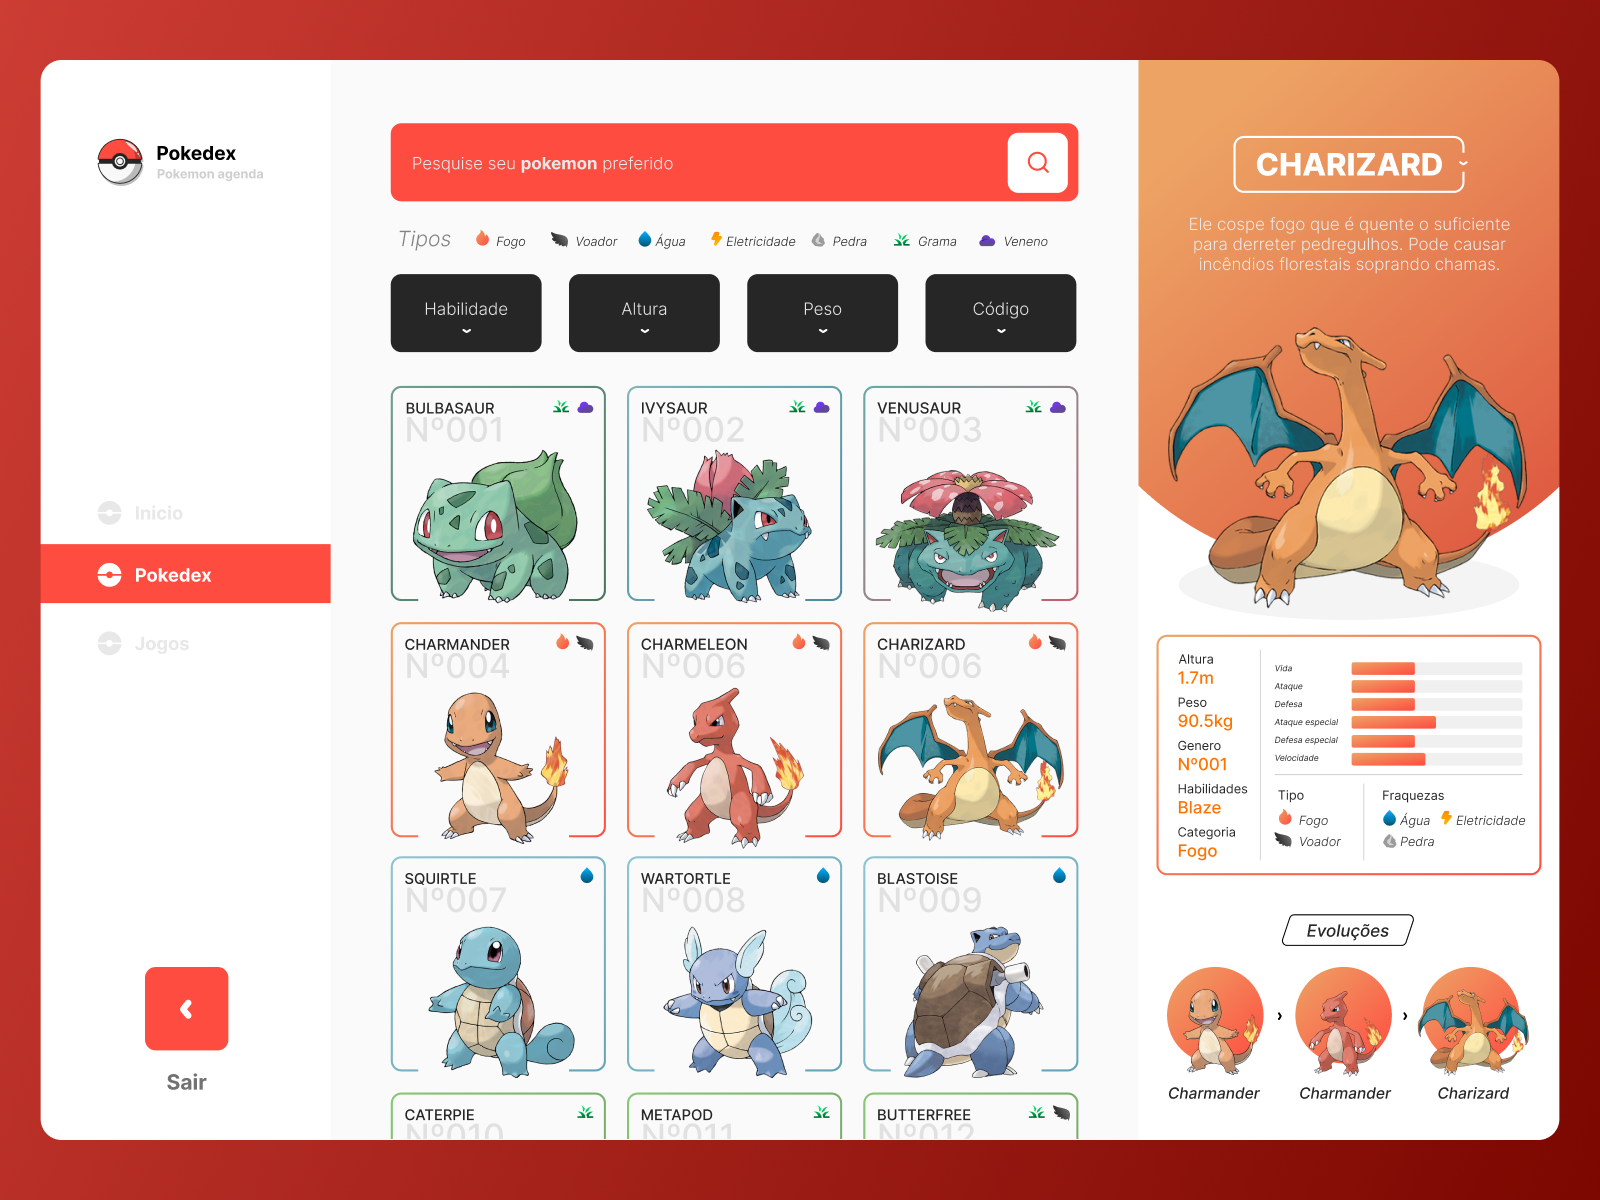 Pokedex
Pokemon agenda
Inicio
Pokedex
Jogos
Sair
Pesquise seu pokemon preferido
Tipos Fogo Voador Água Eletricidade Pedra Grama Veneno
Habilidade Altura Peso Código
BULBASAUR
Nº001
IVYSAUR
Nº002
VENUSAUR
Nº003
CHARMANDER
Nº004
CHARMELEON
Nº006
CHARIZARD
Nº006
SQUIRTLE
Nº007
WARTORTLE
Nº008
BLASTOISE
Nº009
CATERPIE
Nº010
METAPOD
Nº011
BUTTERFREE
Nº012
CHARIZARD
Ele cospe fogo que é quente o suficiente
para derreter pedregulhos. Pode causar
incêndios florestais soprando chamas.
Altura
1.7m
Peso
90.5kg
Genero
Nº001
Habilidades
Blaze
Categoria
Fogo
Vida
Ataque
Defesa
Ataque especial
Defesa especial
Velocidade
Tipo
Fogo
Voador
Fraquezas
Água Eletricidade
Pedra
Evoluções
Charmander Charmander Charizard